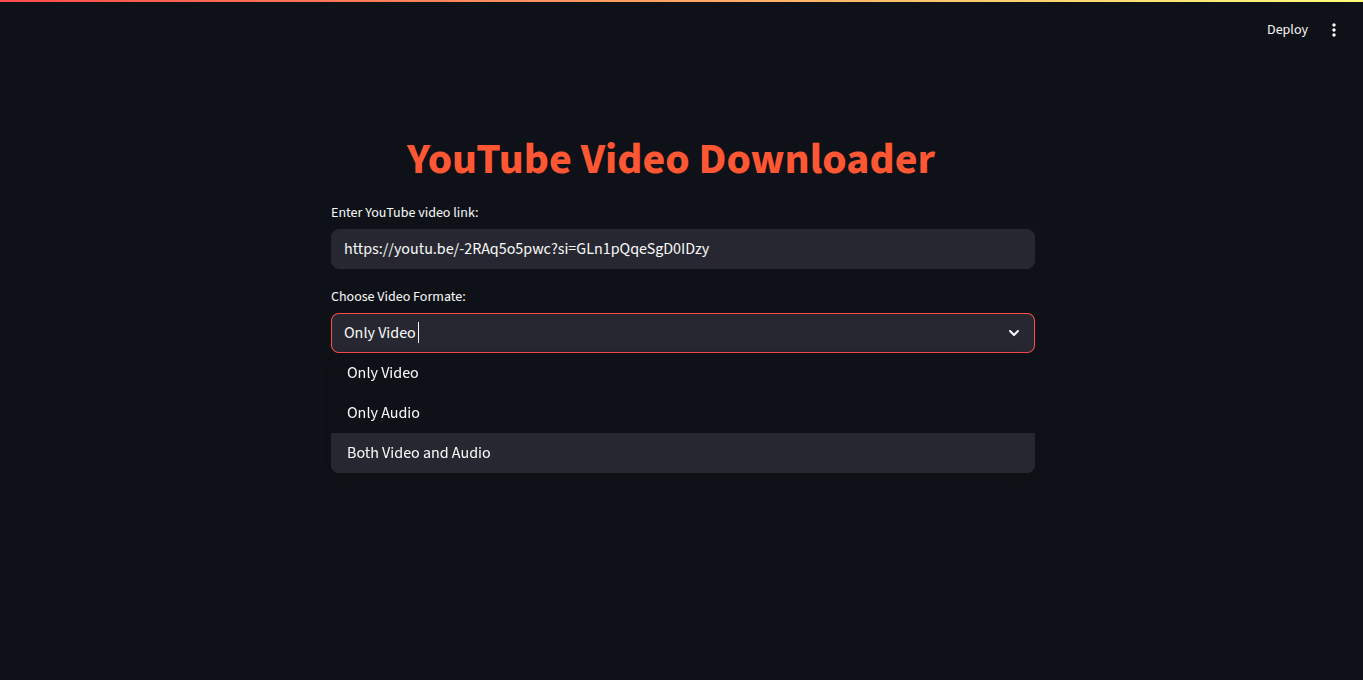 Deploy
YouTube Video Downloader
Enter YouTube video link:
https://youtu.be/-2RAq5o5pwc?si=GLn1pQqeSgD0IDzy
Choose Video Formate:
Only Video
Only Video
Only Audio
Both Video and Audio